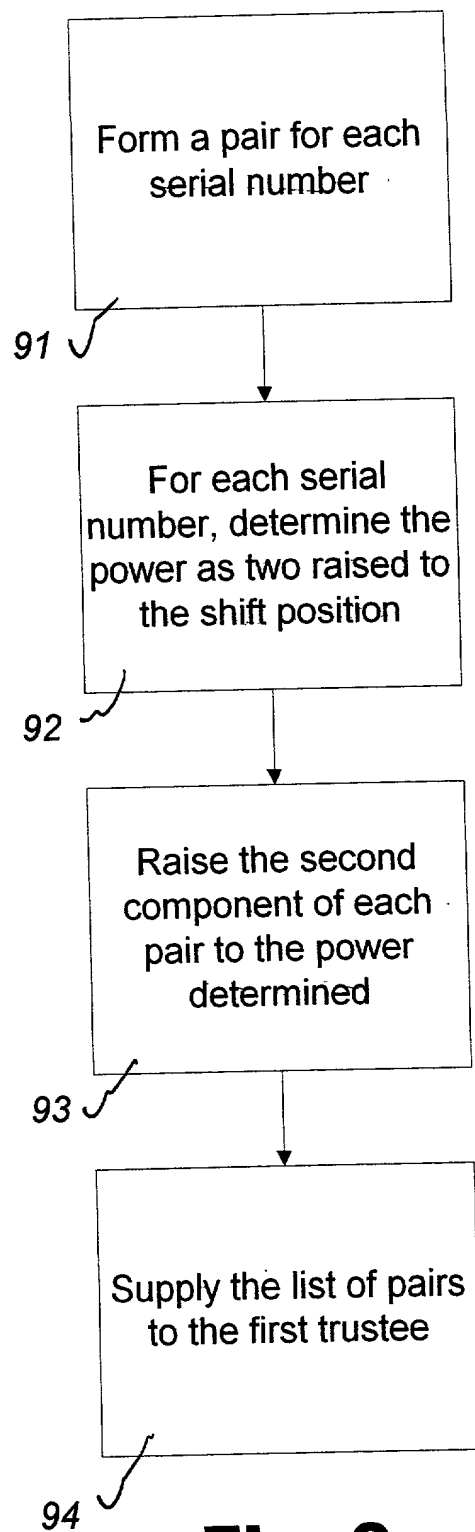 Form a pair for each
serial number
91
For each serial
number, determine the
power as two raised to
the shift position
92
Raise the second
component of each
pair to the power
determined
93
Supply the list of pairs
to the first trustee
94